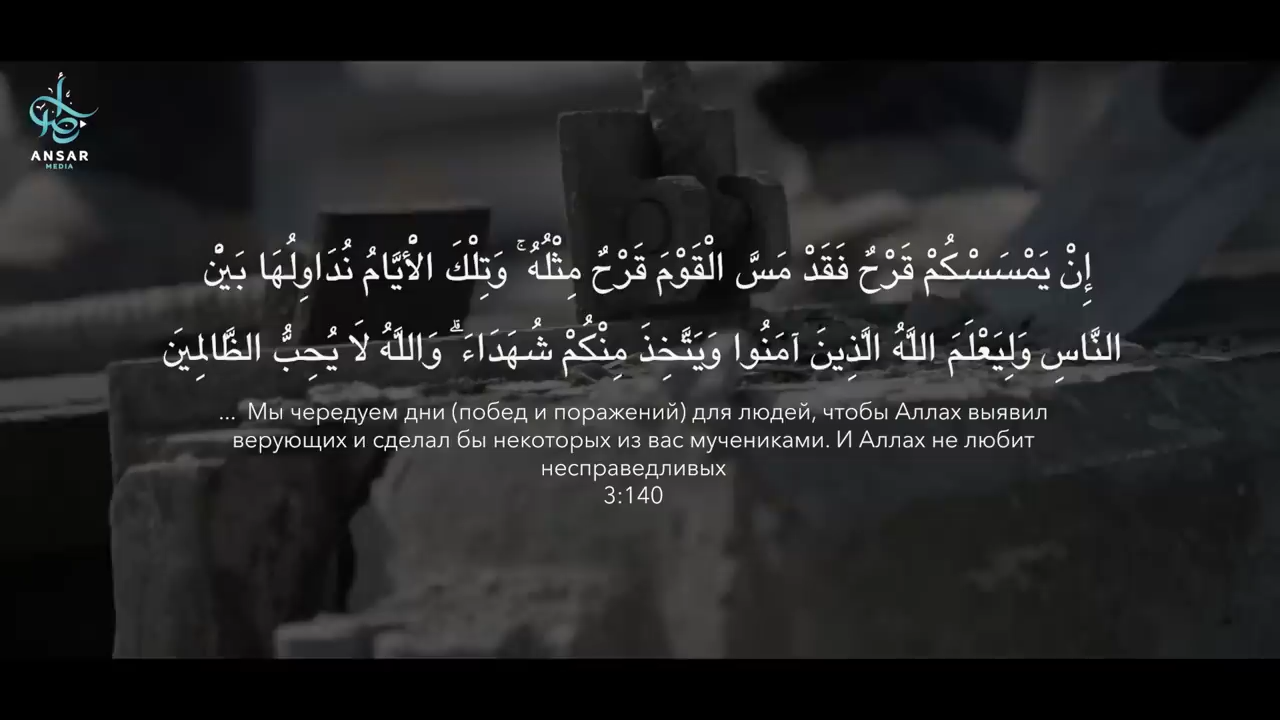 ANSAR
MEDIA
إِنْ يَمْسَسْكُمْ قَرْحٌ فَقَدْ مَسَّ الْقَوْمَ قَرْحٌ مِثْلُهُ ۚ وَتِلْكَ الْأَيَّامُ نُدَاوِلُهَا بَيْنَ
النَّاسِ وَلِيَعْلَمَ اللَّهُ الَّذِينَ آمَنُوا وَيَتَّخِذَ مِنْكُمْ شُهَدَاءَ ۗ وَاللَّهُ لَا يُحِبُّ الظَّالِمِينَ
... Мы чередуем дни (побед и поражений) для людей, чтобы Аллах выявил
верующих и сделал бы некоторых из вас мучениками. И Аллах не любит
несправедливых
3:140